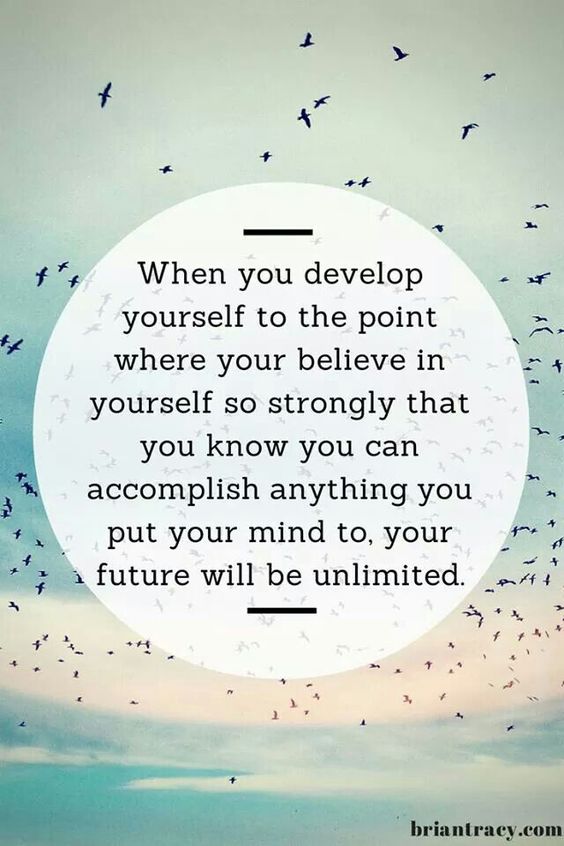 When you develop
yourself to the point
where your believe in
yourself so strongly that
you know you can
accomplish anything you
put your mind to, your
future will be unlimited.
briantracy.com